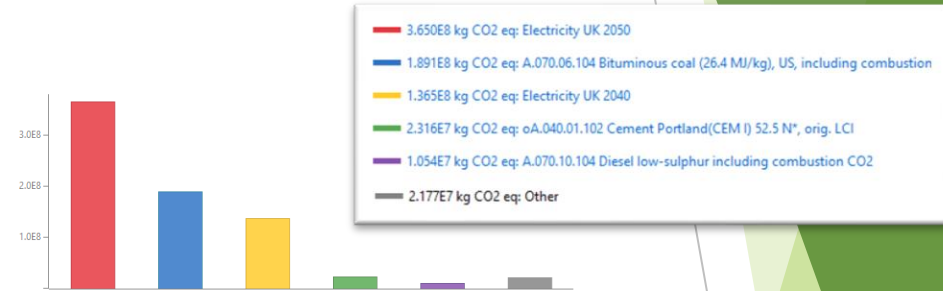 3.650E8 kg CO2 eq: Electricity UK 2050
1.891E8 kg CO2 eq: A.070.06.104 Bituminous coal (26.4 MJ/kg), US, including combustion
1.365E8 kg CO2 eq: Electricity UK 2040
2.316E7 kg CO2 eq: oA.040.01.102 Cement Portland(CEM I) 52.5 N*, orig. LCI
1.054E7 kg CO2 eq: A.070.10.104 Diesel low-sulphur including combustion CO2
2.177E7 kg CO2 eq: Other
3.0E8
2.0E8
1.0E8